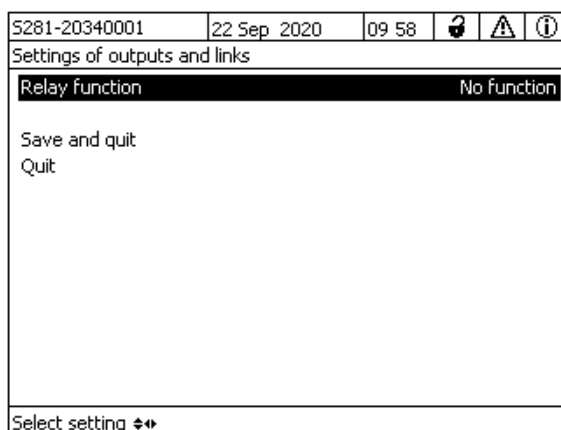 S281-20340001 22 Sep 2020 09 58
Settings of outputs and links
Relay function No function
Save and quit
Quit
Select setting